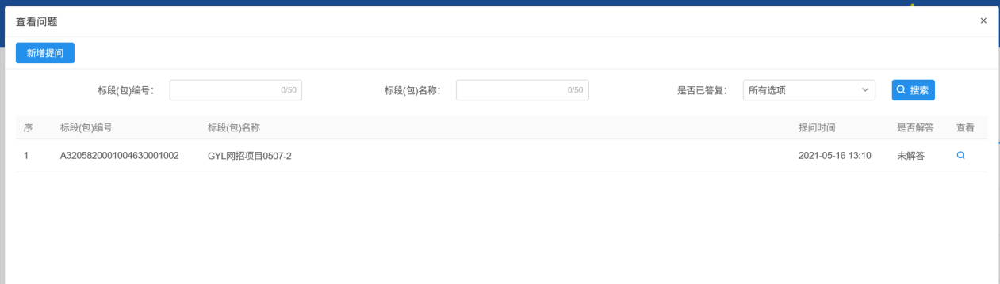 查看问题 ×
新增提问
标段(包)编号： 0/50 标段(包)名称： 0/50 是否已答复： 所有选项 搜索
序 标段(包)编号 标段(包)名称 提问时间 是否解答 查看
1 A3205820001004630001002 GYL网招项目0507-2 2021-05-16 13:10 未解答